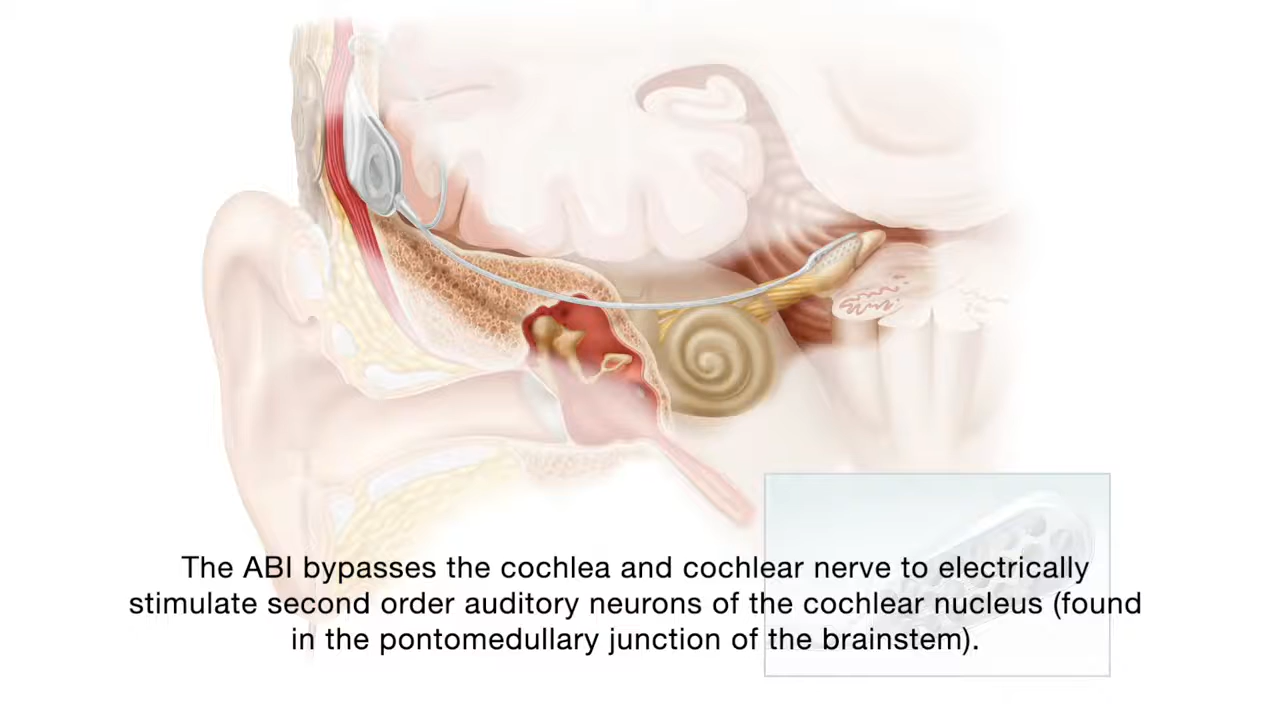 The ABI bypasses the cochlea and cochlear nerve to electrically
stimulate second order auditory neurons of the cochlear nucleus (found
in the pontomedullary junction of the brainstem).